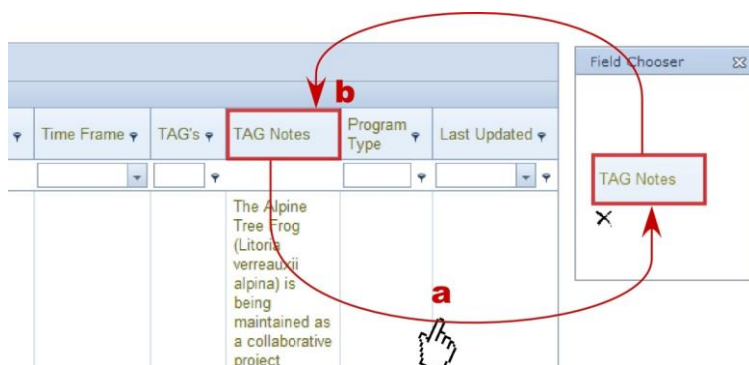 Field Chooser
b
Time Frame
TAG's
TAG Notes
Program
Type
Last Updated
TAG Notes
The Alpine
Tree Frog
(Litoria
verreauxii
alpina) is
being
maintained as
a collaborative
project
a